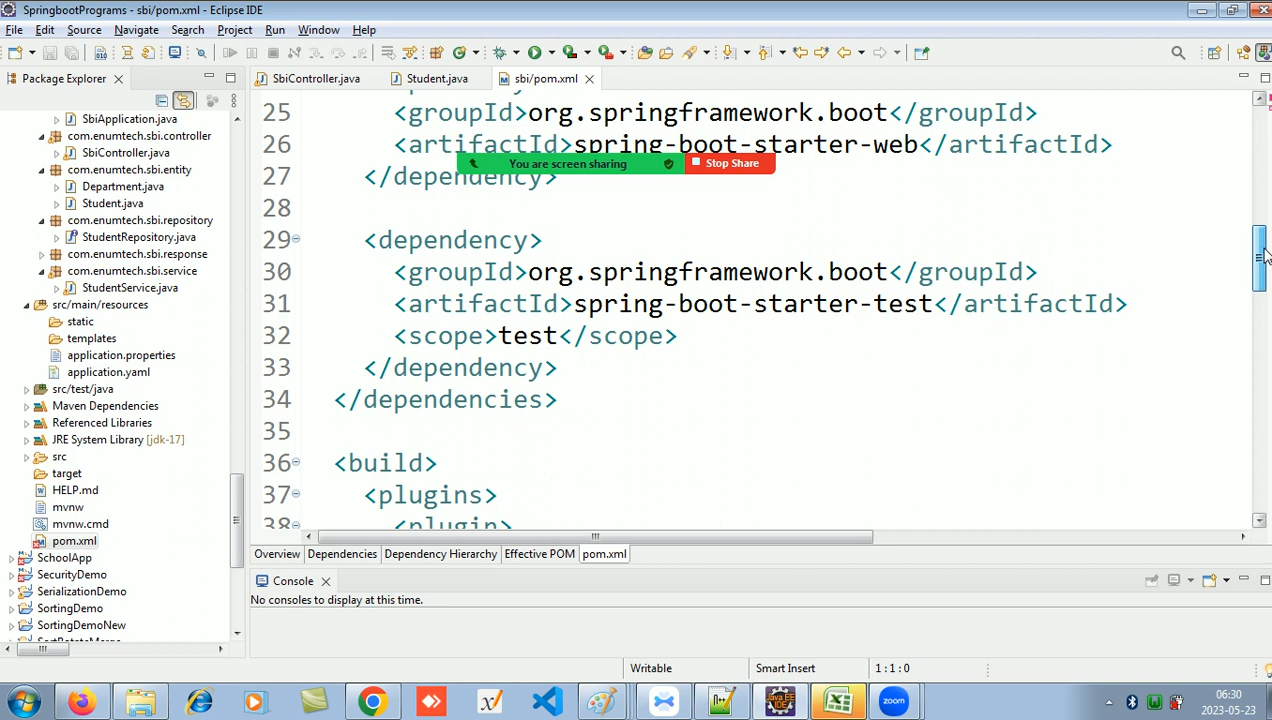 SpringbootPrograms - sbi/pom.xml - Eclipse IDE
File Edit Source Navigate Search Project Run Window Help
Package Explorer
SbiController.java Student.java sbi/pom.xml
SbiApplication.java
com.enumtech.sbi.controller
SbiController.java
com.enumtech.sbi.entity
Department.java
Student.java
com.enumtech.sbi.repository
StudentRepository.java
com.enumtech.sbi.response
com.enumtech.sbi.service
StudentService.java
src/main/resources
static
templates
application.properties
application.yaml
src/test/java
Maven Dependencies
Referenced Libraries
JRE System Library [jdk-17]
src
target
HELP.md
mvnw
mvnw.cmd
pom.xml
SchoolApp
SecurityDemo
SerializationDemo
SortingDemo
SortingDemoNew
25 <groupId>org.springframework.boot</groupId>
26 <artifactId>spring-boot-starter-web</artifactId>
You are screen sharing Stop Share
27 </dependency>
28
29 <dependency>
30 <groupId>org.springframework.boot</groupId>
31 <artifactId>spring-boot-starter-test</artifactId>
32 <scope>test</scope>
33 </dependency>
34 </dependencies>
35
36 <build>
37 <plugins>
38 <plugin>
Overview Dependencies Dependency Hierarchy Effective POM pom.xml
Console
No consoles to display at this time.
Writable Smart Insert 1:1:0
zoom
06:30
2023-05-23